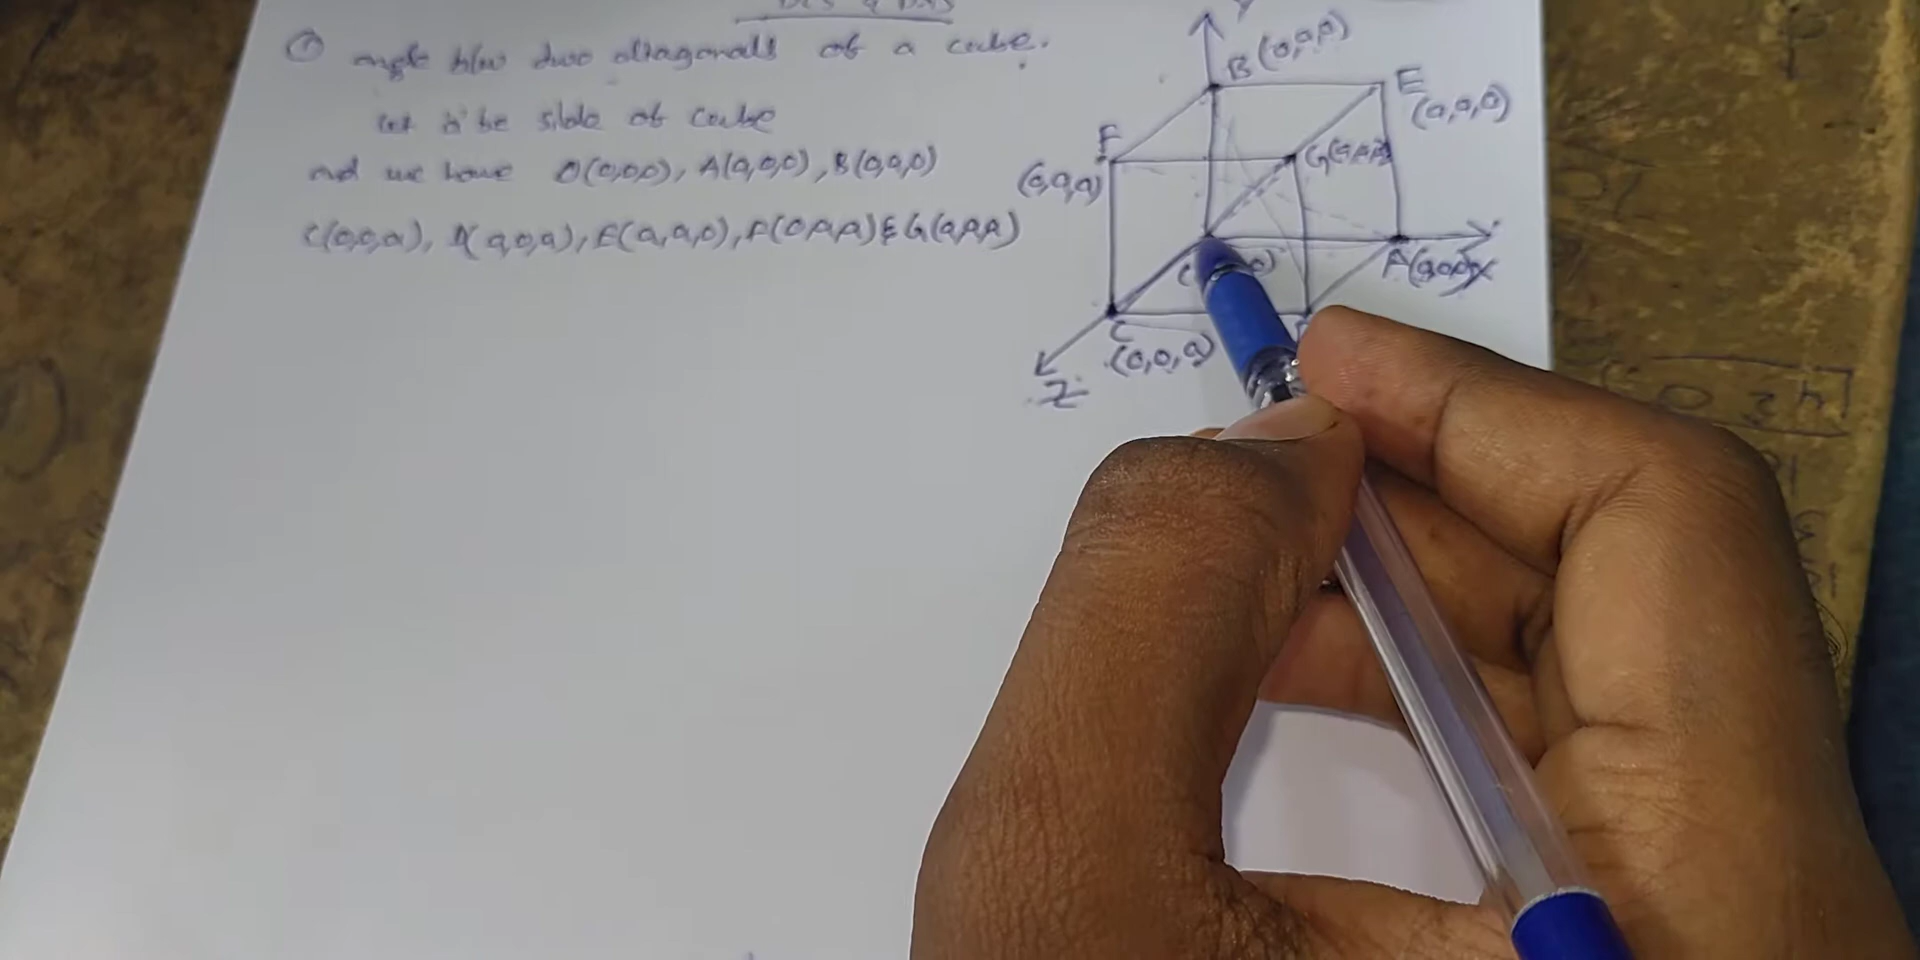 ① angle b/w two diagonals of a cube.
let 'a' be side of cube
and we have O(0,0,0), A(a,0,0), B(0,a,0)
C(0,0,a), D(a,0,a), E(a,a,0), F(0,a,a) & G(a,a,a)
B(0,a,0)
E
(a,a,0)
F
(0,a,a)
G(a,a,a)
A(a,0,0)
X
C
(0,0,a)
Z